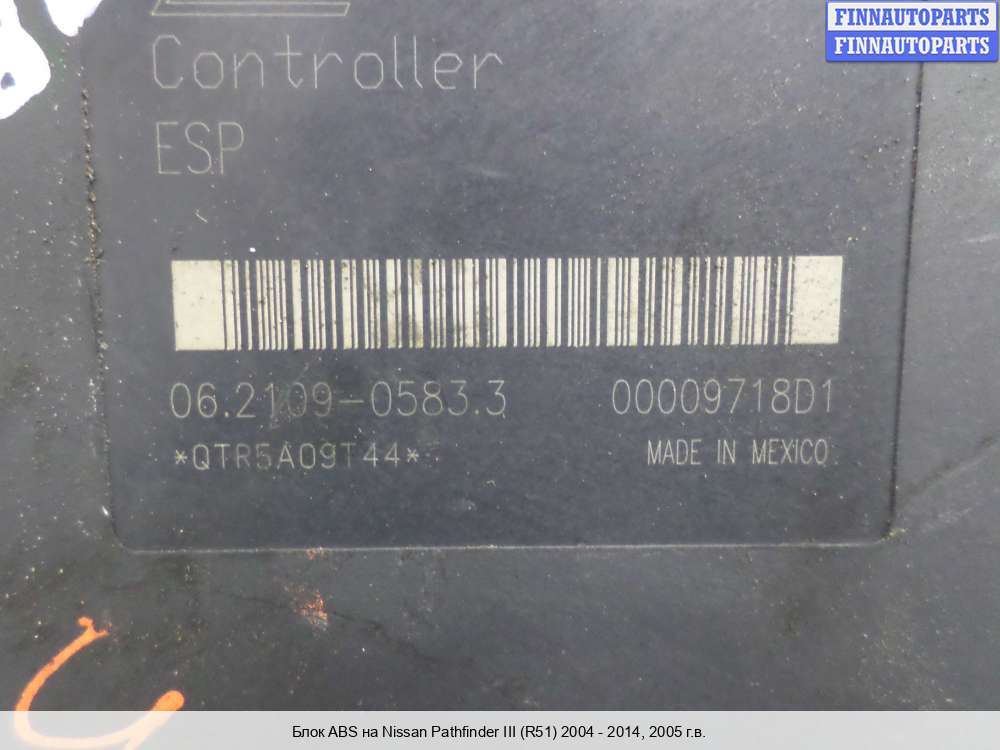 FINNAUTOPARTS
FINNAUTOPARTS
Controller
ESP
06.2109-0583.3 00009718D1
*QTR5A09T44* MADE IN MEXICO
Блок ABS на Nissan Pathfinder III (R51) 2004 - 2014, 2005 г.в.